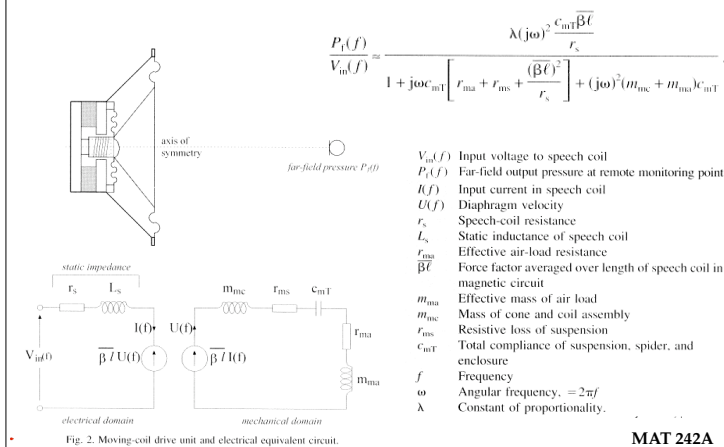 P_r(f) / V_in(f) ≃ λ(jω)² (c_mT βℓ / r_s) / (1 + jωc_mT [r_ma + r_ms + (βℓ)² / r_s] + (jω)²(m_mc + m_ma)c_mT)
axis of
symmetry
far-field pressure P_r(f)
V_in(f) Input voltage to speech coil
P_r(f) Far-field output pressure at remote monitoring point
I(f) Input current in speech coil
U(f) Diaphragm velocity
r_s Speech-coil resistance
L_s Static inductance of speech coil
r_ma Effective air-load resistance
βℓ Force factor averaged over length of speech coil in
magnetic circuit
m_ma Effective mass of air load
m_mc Mass of cone and coil assembly
r_ms Resistive loss of suspension
c_mT Total compliance of suspension, spider, and
enclosure
f Frequency
ω Angular frequency, = 2πf
λ Constant of proportionality.
static impedance
r_s L_s
m_mc r_ms c_mT
I(f) U(f)
r_ma
V_in(f) β l U(f) β l I(f)
m_ma
electrical domain mechanical domain
Fig. 2. Moving-coil drive unit and electrical equivalent circuit.
MAT 242A